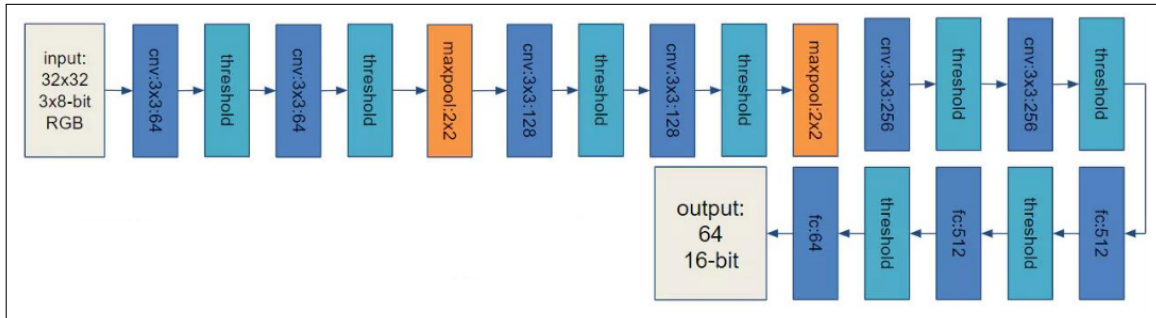 input:
32x32
3x8-bit
RGB
cnv:3x3:64
threshold
cnv:3x3:64
threshold
maxpool:2x2
cnv:3x3:128
threshold
cnv:3x3:128
threshold
maxpool:2x2
cnv:3x3:256
threshold
cnv:3x3:256
threshold
fc:512
threshold
fc:512
threshold
fc:64
output:
64
16-bit